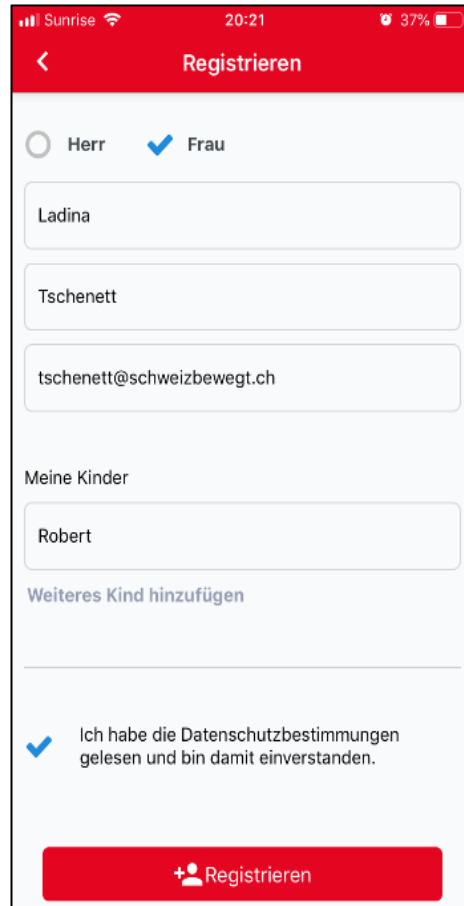 Sunrise 20:21 37%
Registrieren
Herr Frau
Ladina
Tschenett
tschenett@schweizbewegt.ch
Meine Kinder
Robert
Weiteres Kind hinzufügen
Ich habe die Datenschutzbestimmungen
gelesen und bin damit einverstanden.
Registrieren